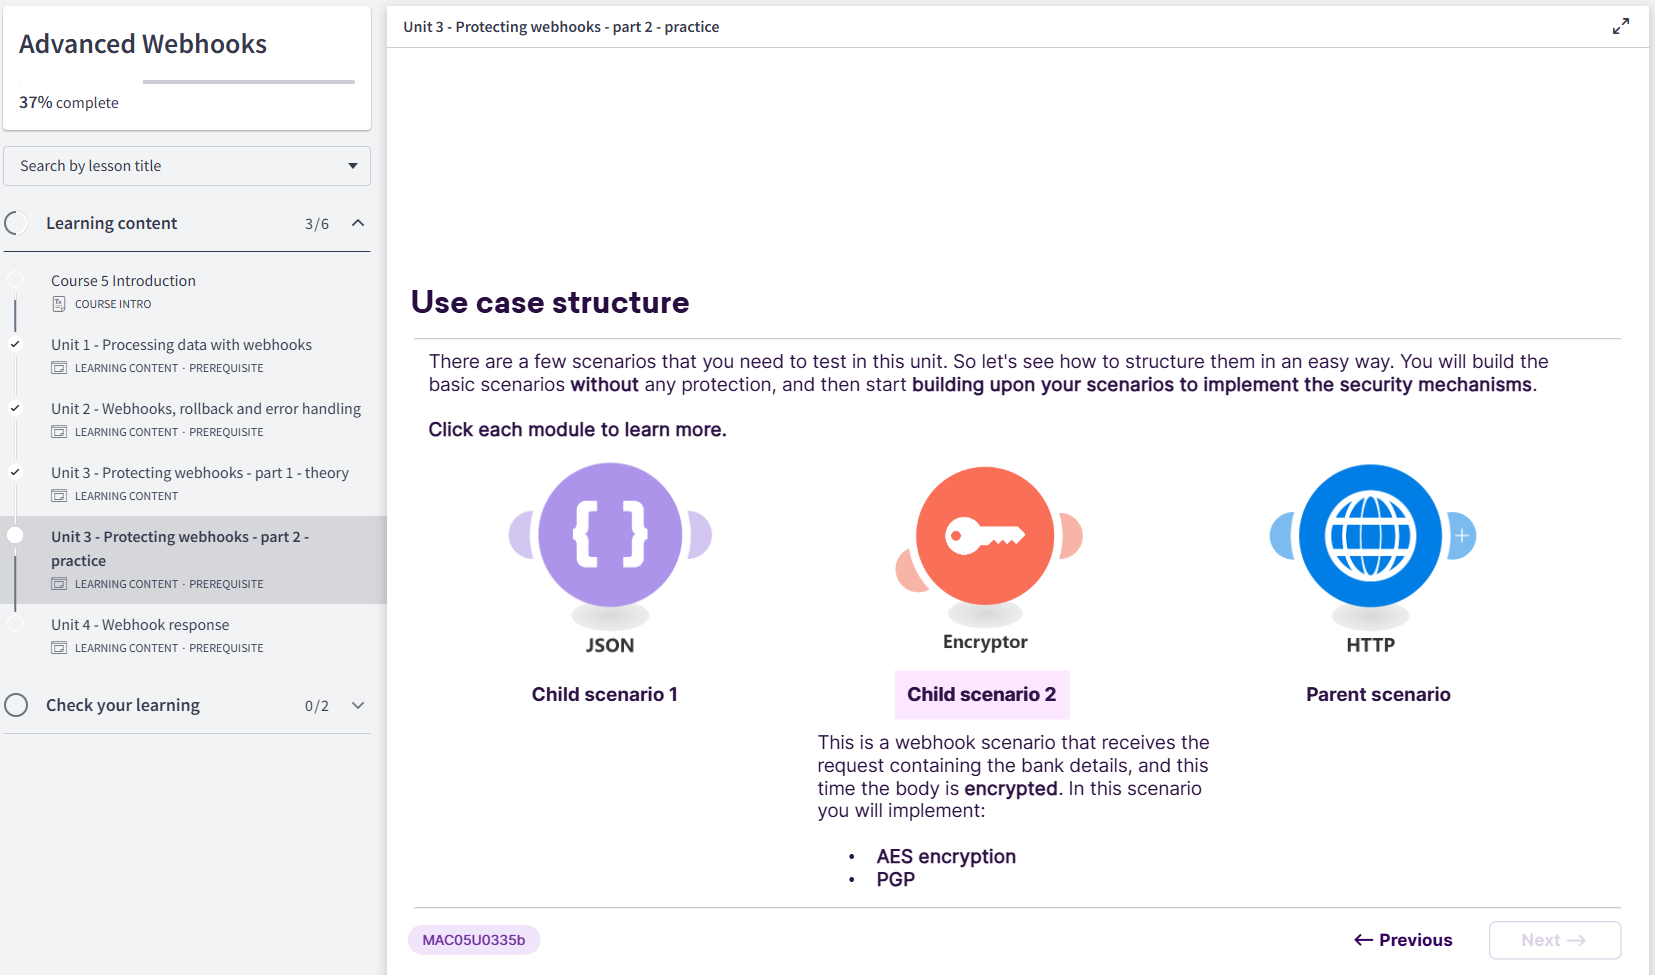 Advanced Webhooks
37% complete
Search by lesson title
Learning content 3/6
Course 5 Introduction
COURSE INTRO
Unit 1 - Processing data with webhooks
LEARNING CONTENT · PREREQUISITE
Unit 2 - Webhooks, rollback and error handling
LEARNING CONTENT · PREREQUISITE
Unit 3 - Protecting webhooks - part 1 - theory
LEARNING CONTENT
Unit 3 - Protecting webhooks - part 2 -
practice
LEARNING CONTENT · PREREQUISITE
Unit 4 - Webhook response
LEARNING CONTENT · PREREQUISITE
Check your learning 0/2
Unit 3 - Protecting webhooks - part 2 - practice
Use case structure
There are a few scenarios that you need to test in this unit. So let's see how to structure them in an easy way. You will build the
basic scenarios without any protection, and then start building upon your scenarios to implement the security mechanisms.
Click each module to learn more.
JSON
Child scenario 1
Encryptor
Child scenario 2
This is a webhook scenario that receives the
request containing the bank details, and this
time the body is encrypted. In this scenario
you will implement:
• AES encryption
• PGP
HTTP
Parent scenario
MAC05U0335b
← Previous
Next →